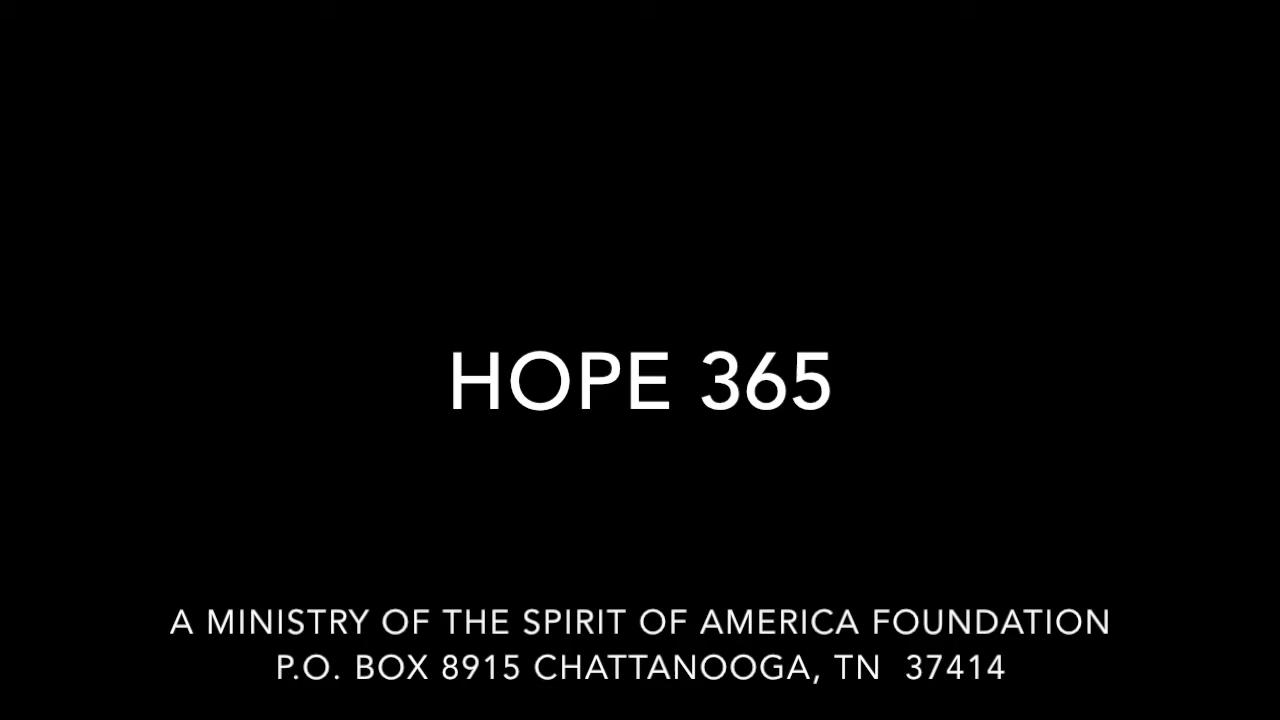 HOPE 365
A MINISTRY OF THE SPIRIT OF AMERICA FOUNDATION
P.O. BOX 8915 CHATTANOOGA, TN  37414